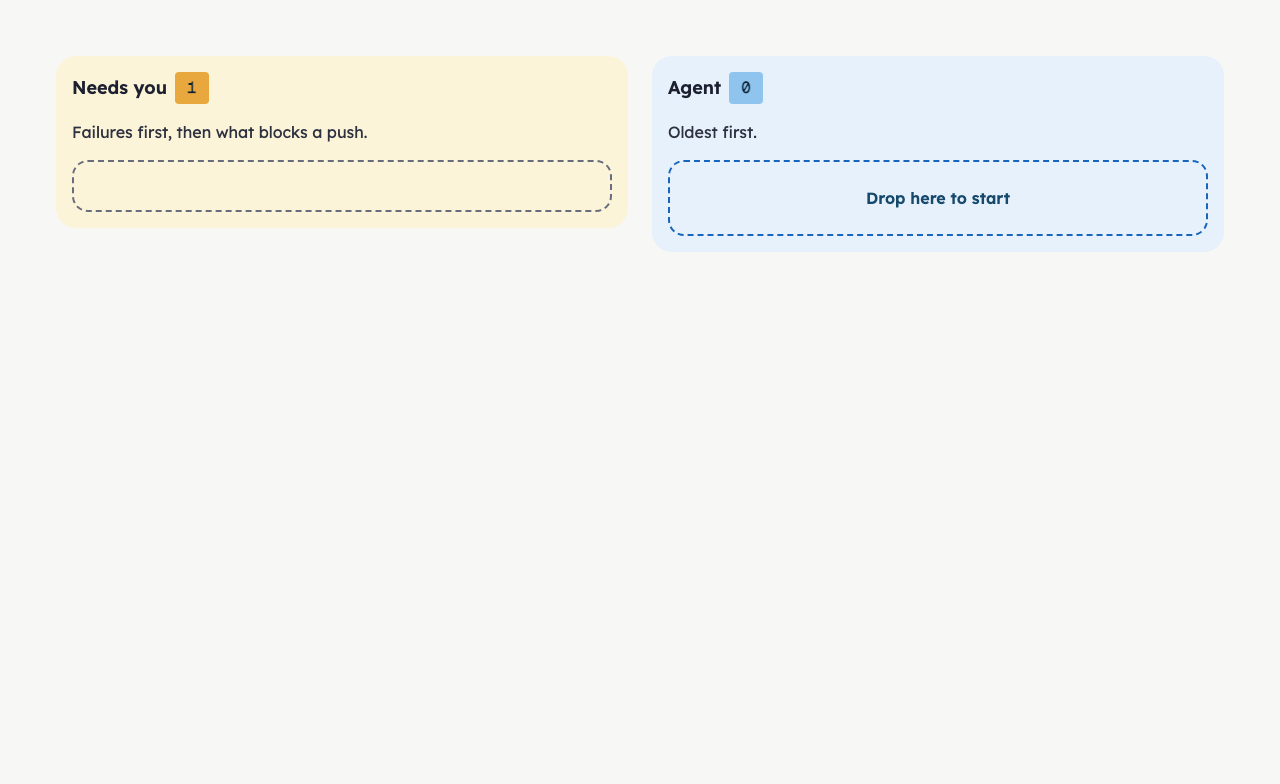 Needs you 1
Failures first, then what blocks a push.
Agent 0
Oldest first.
Drop here to start